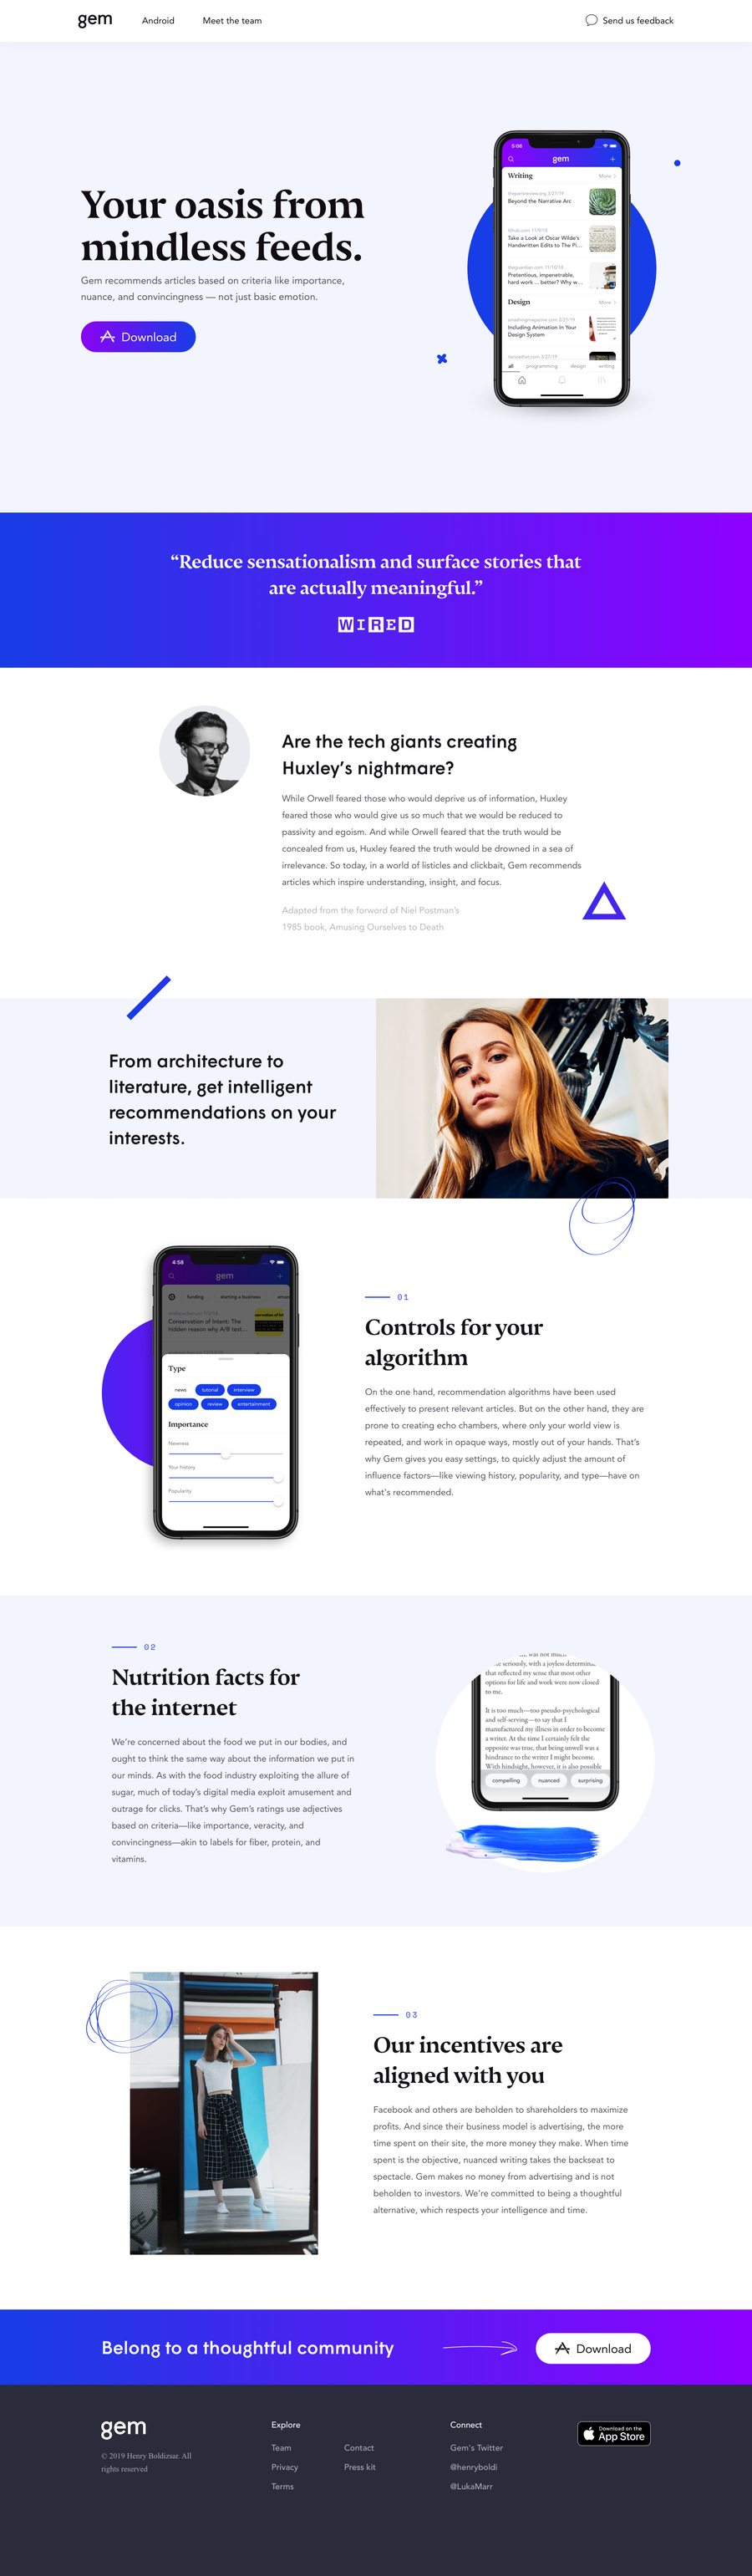 gem
Android
Meet the team
Send us feedback
Your oasis from
mindless feeds.
Gem recommends articles based on criteria like importance,
nuance, and convincingness — not just basic emotion.
Download
5:06
gem
Writing
More
theparisreview.org 2/27/19
Beyond the Narrative Arc
lithub.com 11/9/18
Take a Look at Oscar Wilde's
Handwritten Edits to The Pi...
theguardian.com 11/10/18
Pretentious, impenetrable,
hard work ... better? Why w...
Design
More
smashingmagazine.com 2/21/19
Including Animation In Your
Design System
all
programming
design
writing
“Reduce sensationalism and surface stories that
are actually meaningful.”
WIRED
Are the tech giants creating
Huxley’s nightmare?
While Orwell feared those who would deprive us of information, Huxley
feared those who would give us so much that we would be reduced to
passivity and egoism. And while Orwell feared that the truth would be
concealed from us, Huxley feared the truth would be drowned in a sea of
irrelevance. So today, in a world of listicles and clickbait, Gem recommends
articles which inspire understanding, insight, and focus.
Adapted from the forword of Niel Postman’s
1985 book, Amusing Ourselves to Death
From architecture to
literature, get intelligent
recommendations on your
interests.
4:58
gem
funding
starting a business
Conservation of Intent: The
hidden reason why A/B test...
Type
news
tutorial
interview
opinion
review
entertainment
Importance
Newness
Your history
Popularity
01
Controls for your
algorithm
On the one hand, recommendation algorithms have been used
effectively to present relevant articles. But on the other hand, they are
prone to creating echo chambers, where only your world view is
repeated, and work in opaque ways, mostly out of your hands. That’s
why Gem gives you easy settings, to quickly adjust the amount of
influence factors—like viewing history, popularity, and type—have on
what's recommended.
02
Nutrition facts for
the internet
We’re concerned about the food we put in our bodies, and
ought to think the same way about the information we put in
our minds. As with the food industry exploiting the allure of
sugar, much of today’s digital media exploit amusement and
outrage for clicks. That’s why Gem’s ratings use adjectives
based on criteria—like importance, veracity, and
convincingness—akin to labels for fiber, protein, and
vitamins.
was not much
seriously, with a joyless determinat
that reflected my sense that most other
options for life and work were now closed
to me.
It is too much—too pseudo-psychological
and self-serving—to say that I
manufactured my illness in order to become
a writer. At the time I certainly felt the
opposite was true, that being unwell was a
hindrance to the writer I might become.
With hindsight, however, it is also possible
compelling
nuanced
surprising
03
Our incentives are
aligned with you
Facebook and others are beholden to shareholders to maximize
profits. And since their business model is advertising, the more
time spent on their site, the more money they make. When time
spent is the objective, nuanced writing takes the backseat to
spectacle. Gem makes no money from advertising and is not
beholden to investors. We’re committed to being a thoughtful
alternative, which respects your intelligence and time.
Belong to a thoughtful community
Download
gem
© 2019 Henry Boldizsar. All
rights reserved
Explore
Team
Privacy
Terms
Contact
Press kit
Connect
Gem's Twitter
@henryboldi
@LukaMarr
Download on the
App Store